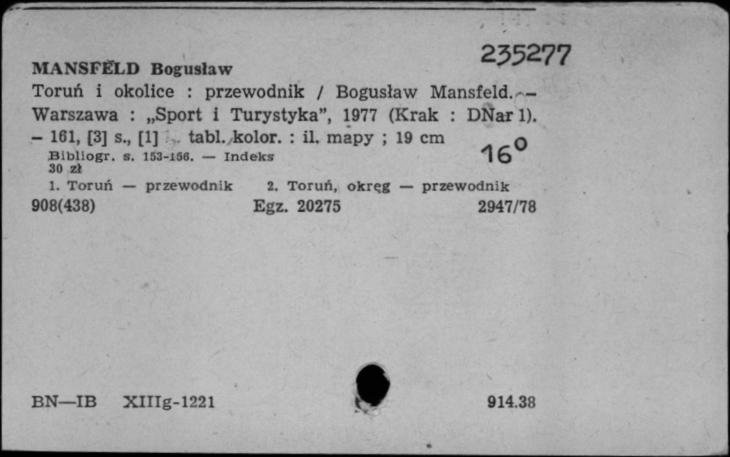 235277
MANSFELD Bogusław
Toruń i okolice : przewodnik / Bogusław Mansfeld. —
Warszawa : „Sport i Turystyka”, 1977 (Krak : DNar 1).
— 161, [3] s., [1] tabl. kolor. : il. mapy ; 19 cm
16°
Bibliogr. s. 153-156. — Indeks
30 zł
1. Toruń — przewodnik 2. Toruń, okręg — przewodnik
908(438) Egz. 20275 2947/78
BN—IB XIIIg-1221 914.38